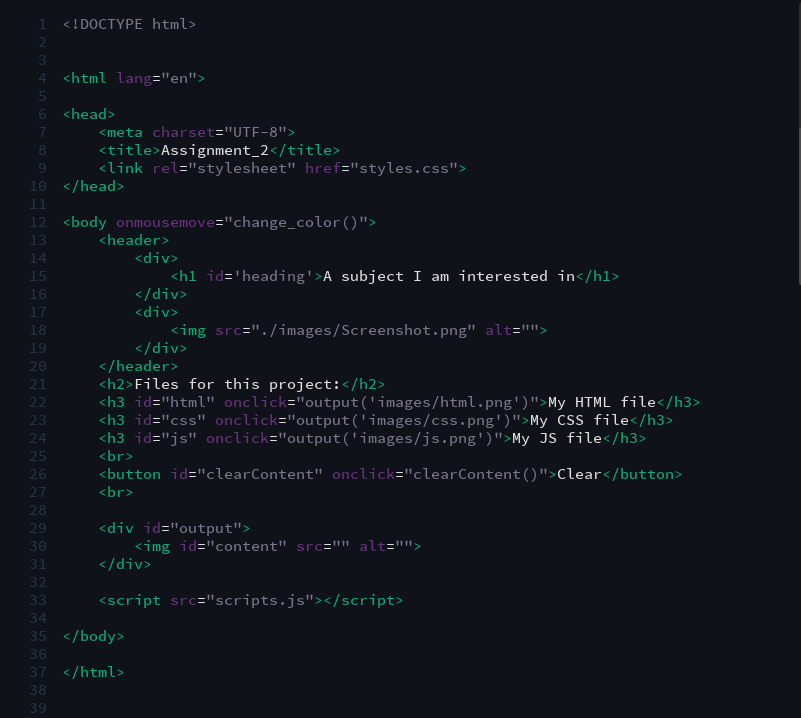 1 <!DOCTYPE html>
2
3
4 <html lang="en">
5
6 <head>
7     <meta charset="UTF-8">
8     <title>Assignment_2</title>
9     <link rel="stylesheet" href="styles.css">
10 </head>
11
12 <body onmousemove="change_color()">
13     <header>
14         <div>
15             <h1 id='heading'>A subject I am interested in</h1>
16         </div>
17         <div>
18             <img src="./images/Screenshot.png" alt="">
19         </div>
20     </header>
21     <h2>Files for this project:</h2>
22     <h3 id="html" onclick="output('images/html.png')">My HTML file</h3>
23     <h3 id="css" onclick="output('images/css.png')">My CSS file</h3>
24     <h3 id="js" onclick="output('images/js.png')">My JS file</h3>
25     <br>
26     <button id="clearContent" onclick="clearContent()">Clear</button>
27     <br>
28
29     <div id="output">
30         <img id="content" src="" alt="">
31     </div>
32
33     <script src="scripts.js"></script>
34
35 </body>
36
37 </html>
38
39